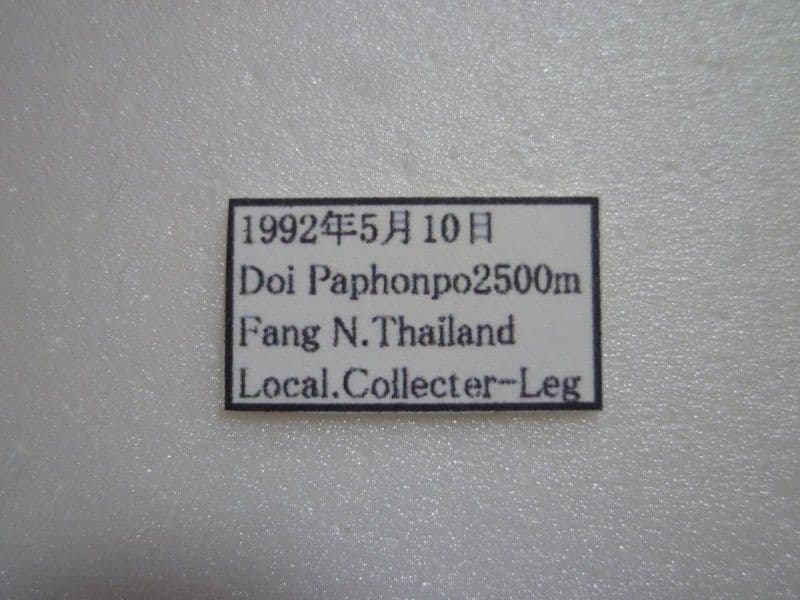 1992年5月10日
Doi Paphonpo2500m
Fang N.Thailand
Local.Collecter-Leg